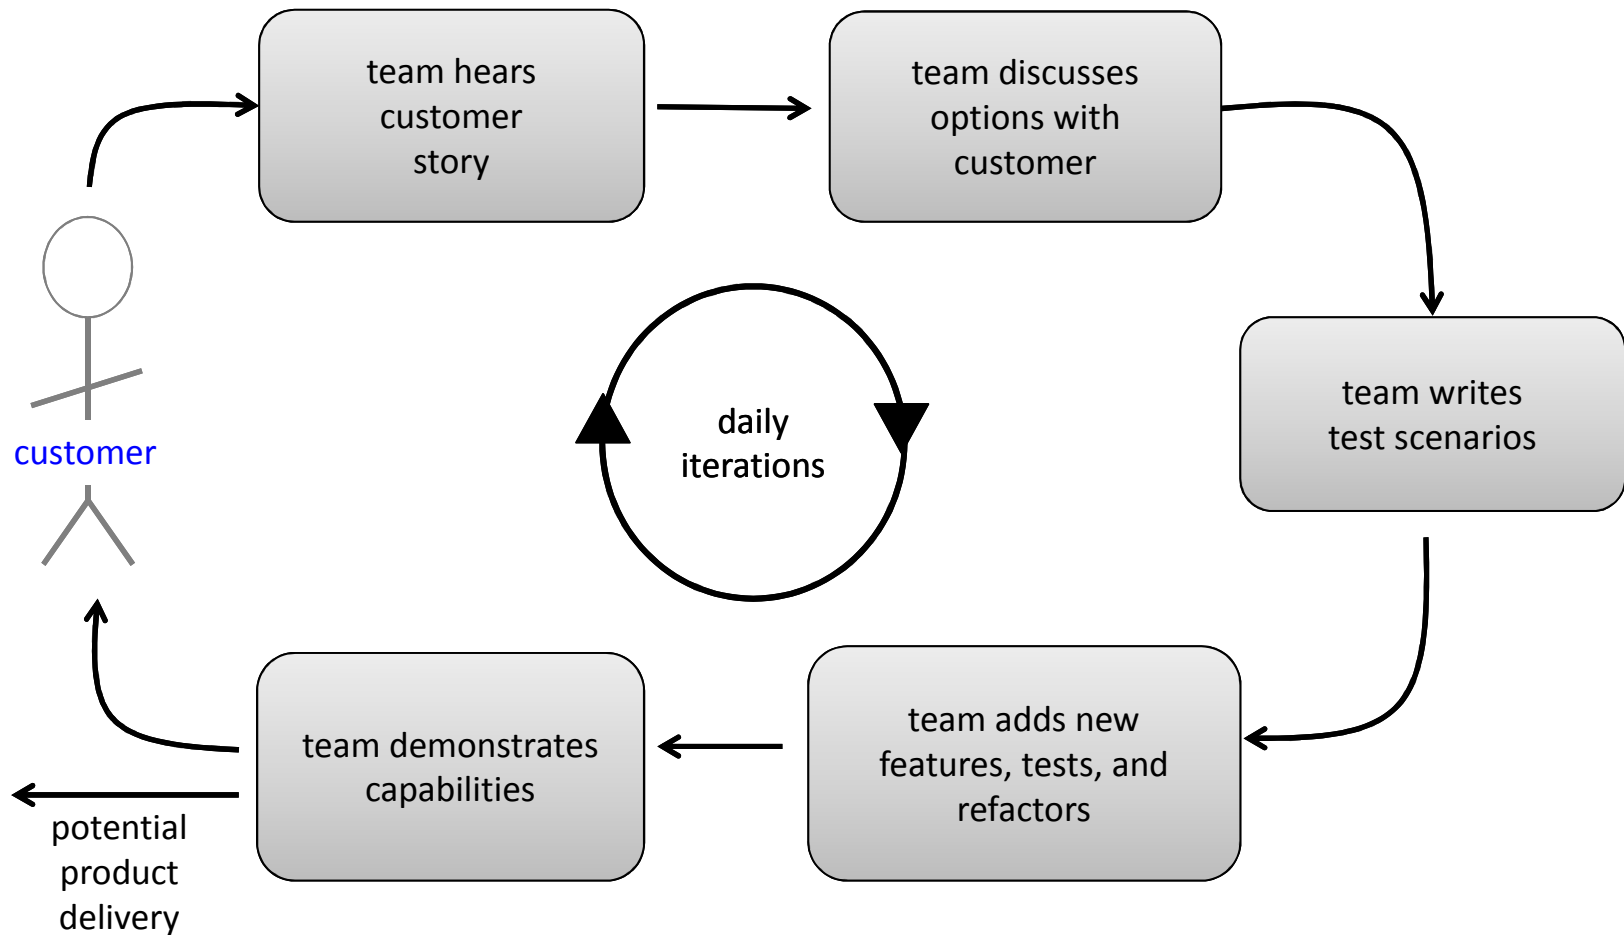 team hears
customer
story
team discusses
options with
customer
team writes
test scenarios
daily
iterations
customer
team adds new
features, tests, and
refactors
team demonstrates
capabilities
potential
product
delivery